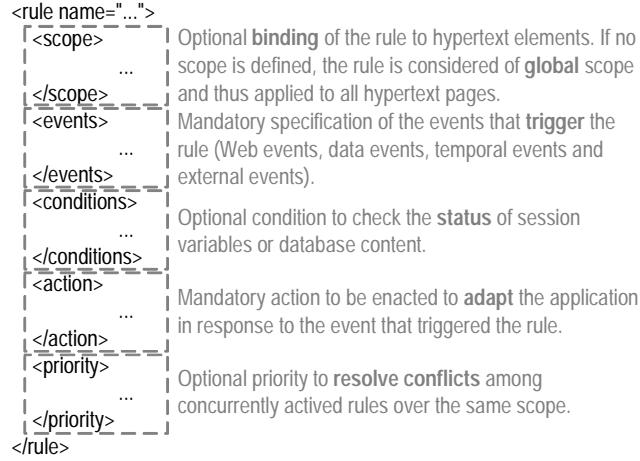 <rule name="...">
<scope>
...
</scope>
Optional binding of the rule to hypertext elements. If no
scope is defined, the rule is considered of global scope
and thus applied to all hypertext pages.
<events>
...
</events>
Mandatory specification of the events that trigger the
rule (Web events, data events, temporal events and
external events).
<conditions>
...
</conditions>
Optional condition to check the status of session
variables or database content.
<action>
...
</action>
Mandatory action to be enacted to adapt the application
in response to the event that triggered the rule.
<priority>
...
</priority>
Optional priority to resolve conflicts among
concurrently actived rules over the same scope.
</rule>